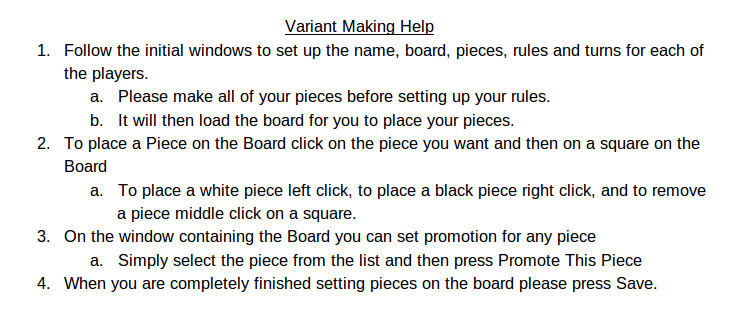 Variant Making Help
1. Follow the initial windows to set up the name, board, pieces, rules and turns for each of
the players.
a. Please make all of your pieces before setting up your rules.
b. It will then load the board for you to place your pieces.
2. To place a Piece on the Board click on the piece you want and then on a square on the
Board
a. To place a white piece left click, to place a black piece right click, and to remove
a piece middle click on a square.
3. On the window containing the Board you can set promotion for any piece
a. Simply select the piece from the list and then press Promote This Piece
4. When you are completely finished setting pieces on the board please press Save.